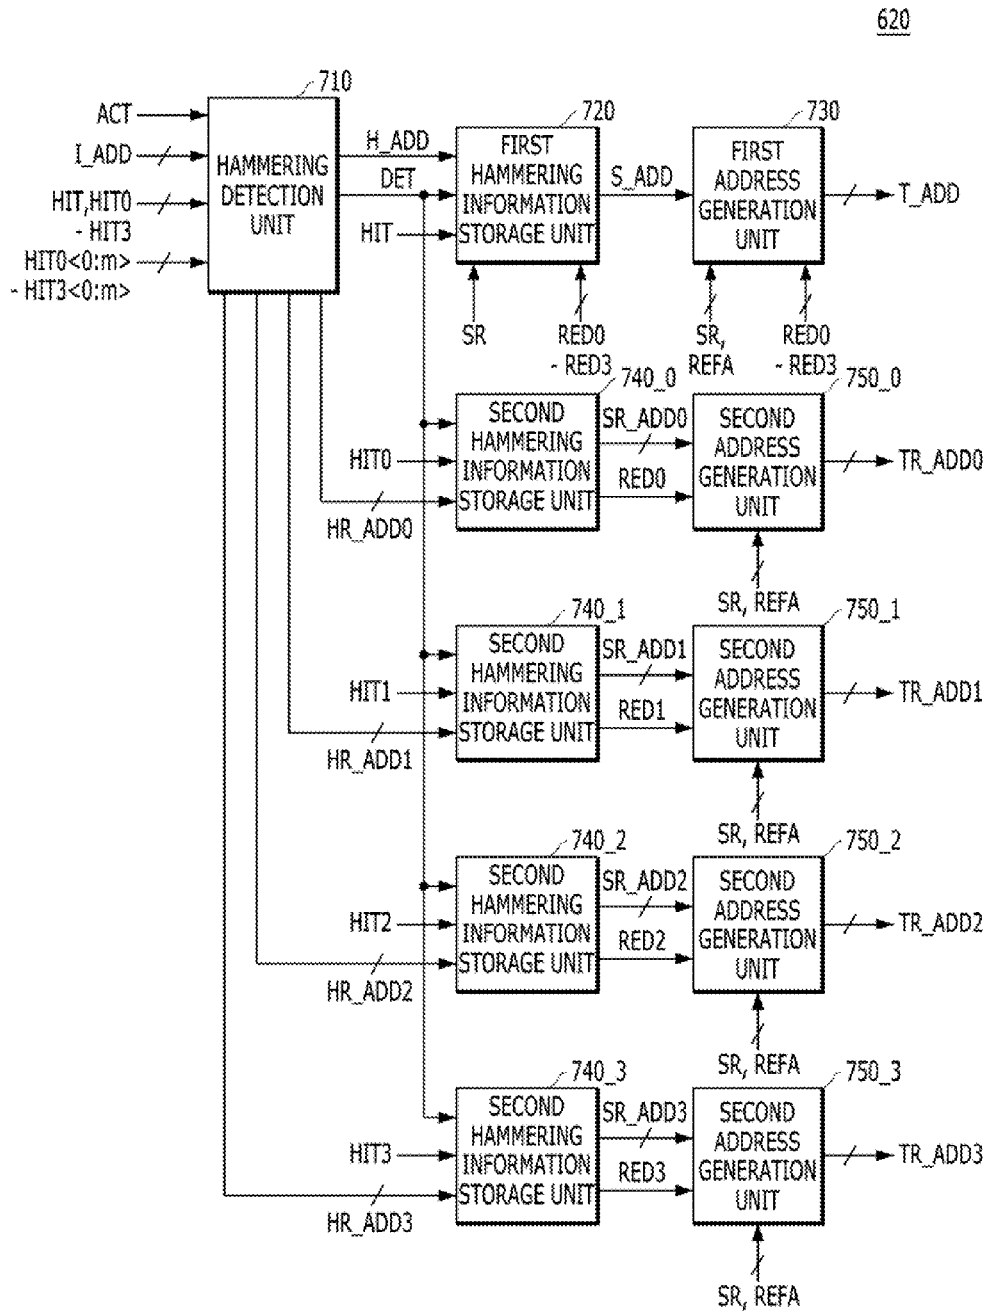 620
710
ACT
I_ADD
HIT,HIT0
- HIT3
HIT0<0:m>
- HIT3<0:m>
HAMMERING
DETECTION
UNIT
H_ADD
DET
HIT
720
FIRST
HAMMERING
INFORMATION
STORAGE UNIT
SR
RED0
- RED3
S_ADD
730
FIRST
ADDRESS
GENERATION
UNIT
SR,
REFA
RED0
- RED3
T_ADD
740_0
HIT0
HR_ADD0
SECOND
HAMMERING
INFORMATION
STORAGE UNIT
SR_ADD0
RED0
750_0
SECOND
ADDRESS
GENERATION
UNIT
TR_ADD0
SR, REFA
740_1
HIT1
HR_ADD1
SECOND
HAMMERING
INFORMATION
STORAGE UNIT
SR_ADD1
RED1
750_1
SECOND
ADDRESS
GENERATION
UNIT
TR_ADD1
SR, REFA
740_2
HIT2
HR_ADD2
SECOND
HAMMERING
INFORMATION
STORAGE UNIT
SR_ADD2
RED2
750_2
SECOND
ADDRESS
GENERATION
UNIT
TR_ADD2
SR, REFA
740_3
HIT3
HR_ADD3
SECOND
HAMMERING
INFORMATION
STORAGE UNIT
SR_ADD3
RED3
750_3
SECOND
ADDRESS
GENERATION
UNIT
TR_ADD3
SR, REFA